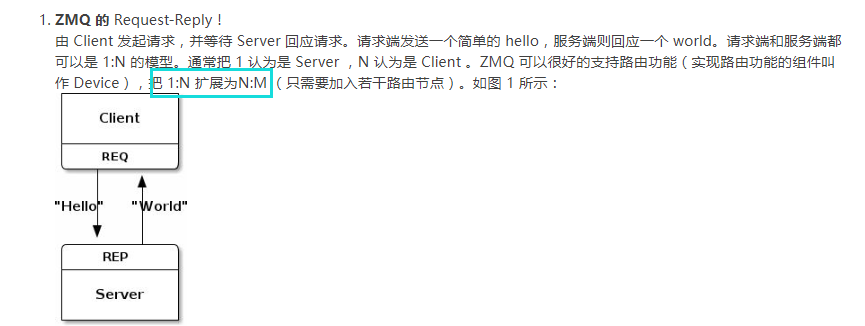 1. ZMQ 的 Request-Reply！
由 Client 发起请求，并等待 Server 回应请求。请求端发送一个简单的 hello，服务端则回应一个 world。请求端和服务端都
可以是 1:N 的模型。通常把 1 认为是 Server ，N 认为是 Client 。ZMQ 可以很好的支持路由功能（实现路由功能的组件叫
作 Device），把 1:N 扩展为N:M （只需要加入若干路由节点）。如图 1 所示：
Client
REQ
"Hello" "World"
REP
Server